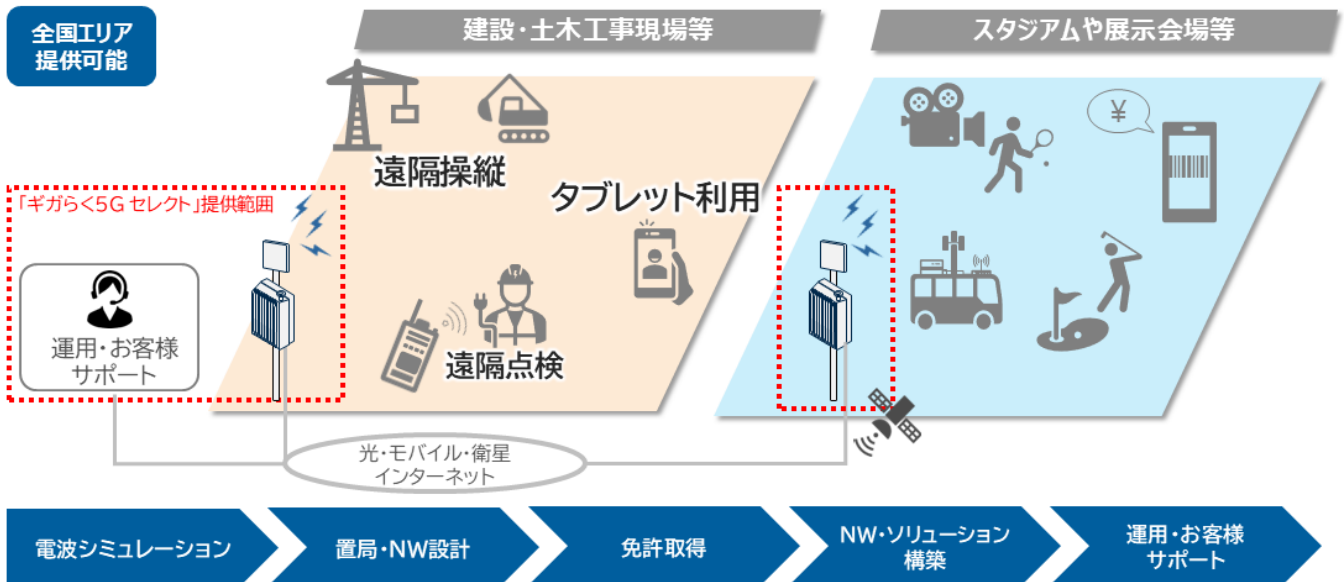 全国エリア
提供可能
建設・土木工事現場等
スタジアムや展示会場等
¥
遠隔操縦
タブレット利用
「ギガらく5G セレクト」提供範囲
運用・お客様
サポート
遠隔点検
光・モバイル・衛星
インターネット
電波シミュレーション
置局・NW設計
免許取得
NW・ソリューション
構築
運用・お客様
サポート